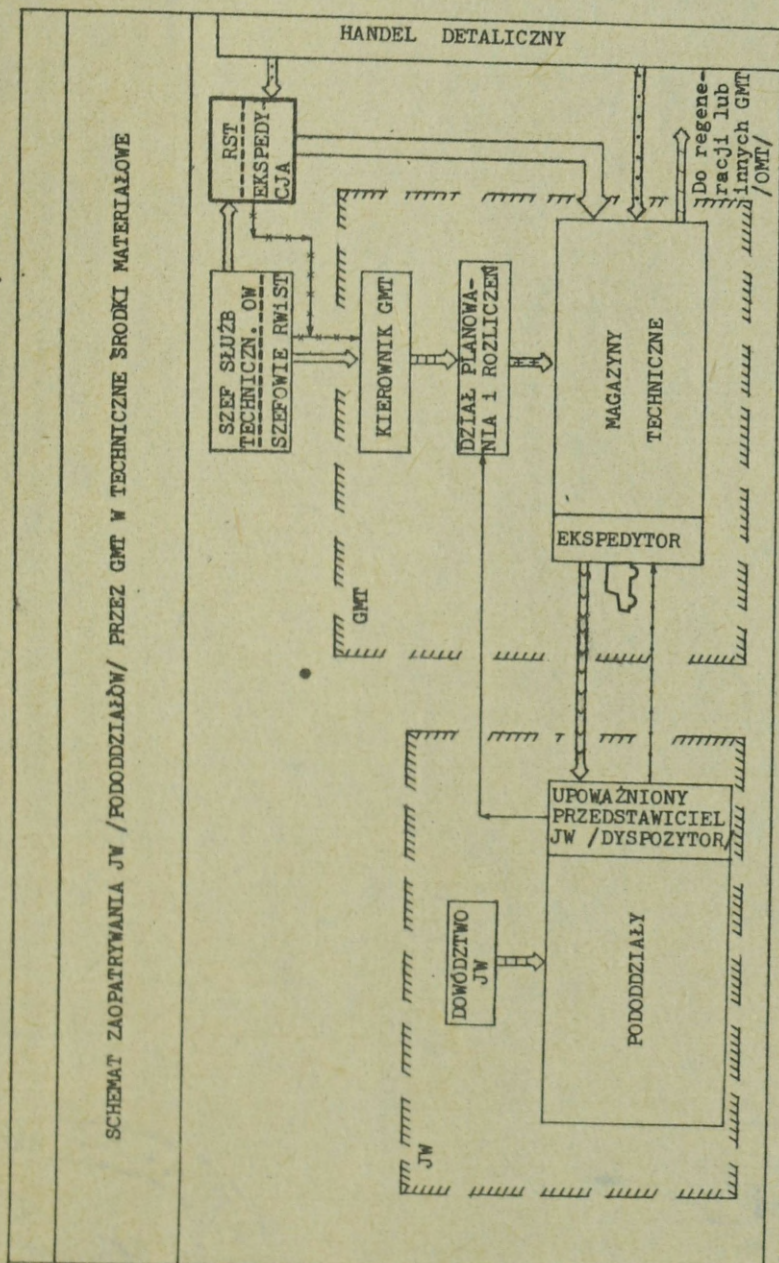 SCHEMAT ZAOPATRYWANIA JW /PODODDZIAŁÓW/ PRZEZ GMT W TECHNICZNE ŚRODKI MATERIAŁOWE
HANDEL DETALICZNY
RST
EKSPEDY-
CJA
SZEF SŁUŻB
TECHNICZN. OW
SZEFOWIE RWiST
KIEROWNIK GMT
DZIAŁ PLANOWA-
NIA i ROZLICZEŃ
MAGAZYNY
TECHNICZNE
EKSPEDYTOR
Do regene-
racji lub
innych GMT
/OMT/
GMT
UPOWAŻNIONY
PRZEDSTAWICIEL
JW /DYSPOZYTOR/
DOWÓDZTWO
JW
PODODDZIAŁY
JW